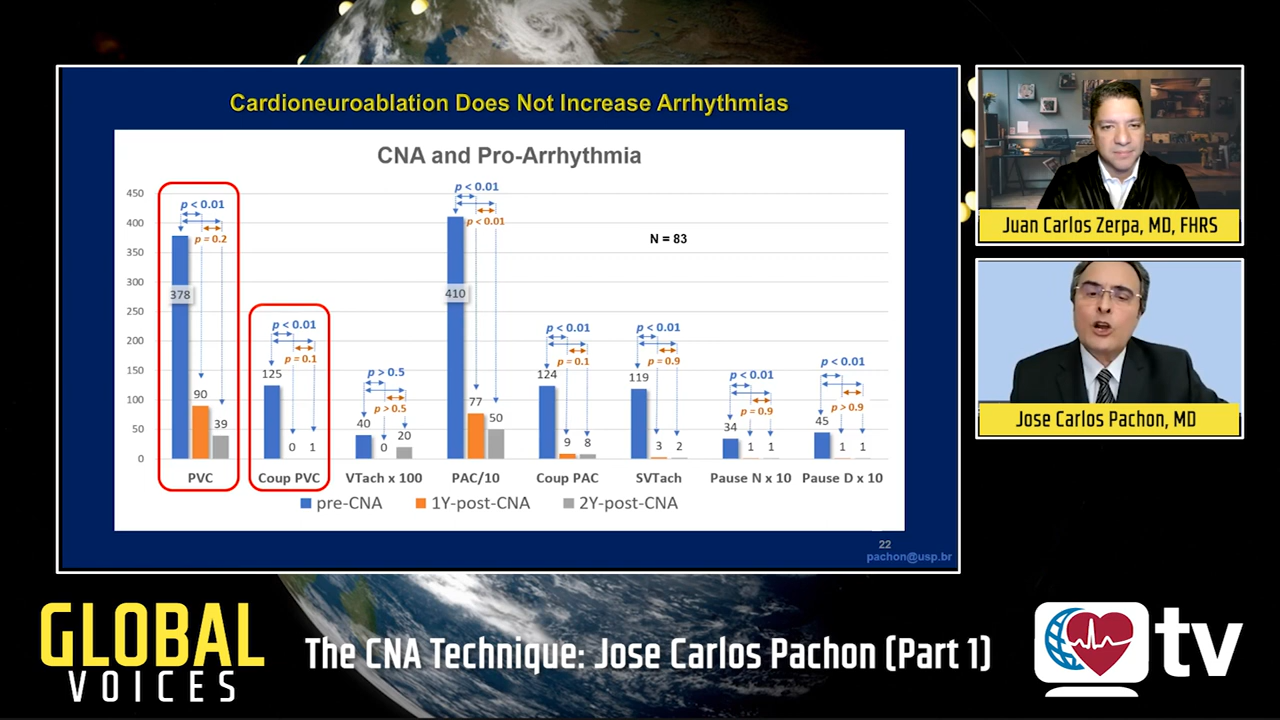 Cardioneuroablation Does Not Increase Arrhythmias
CNA and Pro-Arrhythmia
450
400
350
300
250
200
150
100
50
0
N = 83
p < 0.01
p = 0.2
378
90
39
p < 0.01
p = 0.1
125
0
1
p > 0.5
p > 0.5
40
0
20
p < 0.01
p < 0.01
410
77
50
p < 0.01
p = 0.1
124
9
8
p < 0.01
p = 0.9
119
3
2
p < 0.01
p = 0.9
34
1
1
p < 0.01
p > 0.9
45
1
1
PVC
Coup PVC
VTach x 100
PAC/10
Coup PAC
SVTach
Pause N x 10
Pause D x 10
pre-CNA
1Y-post-CNA
2Y-post-CNA
22
pachon@usp.br
Juan Carlos Zerpa, MD, FHRS
Jose Carlos Pachon, MD
GLOBAL
VOICES
The CNA Technique: Jose Carlos Pachon (Part 1)
tv